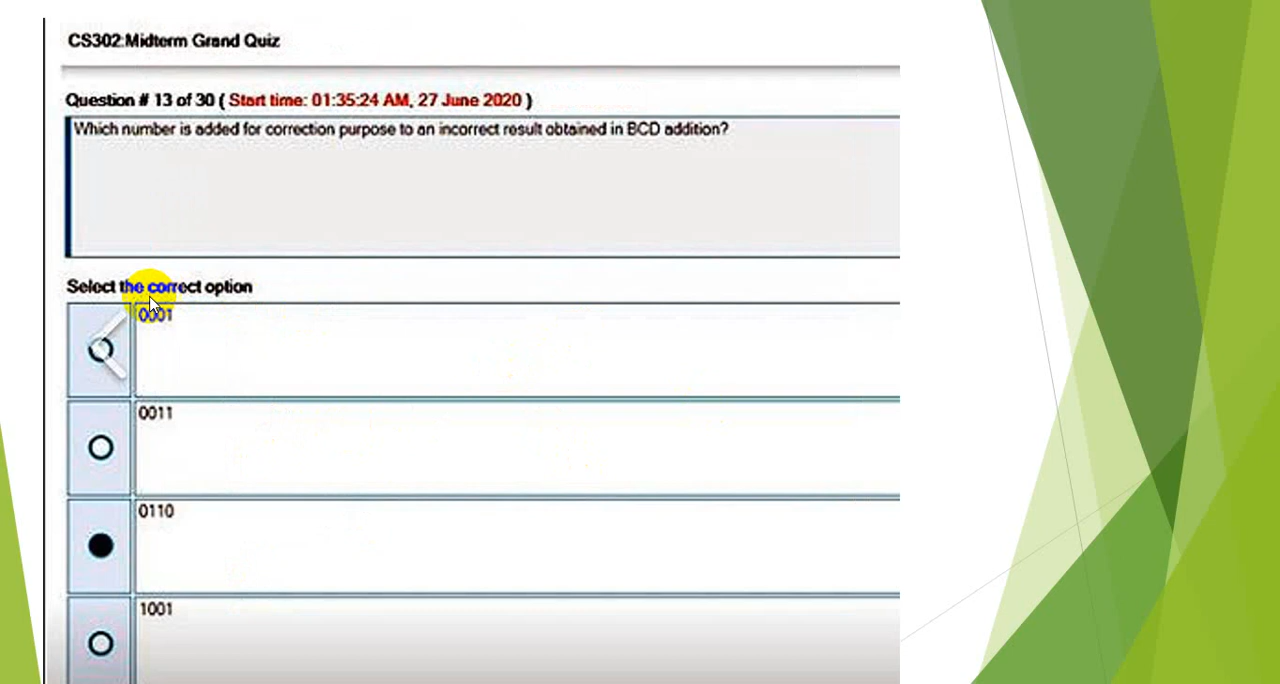 CS302:Midterm Grand Quiz
Question # 13 of 30 ( Start time: 01:35:24 AM, 27 June 2020 )
Which number is added for correction purpose to an incorrect result obtained in BCD addition?
Select the correct option
0001
0011
0110
1001